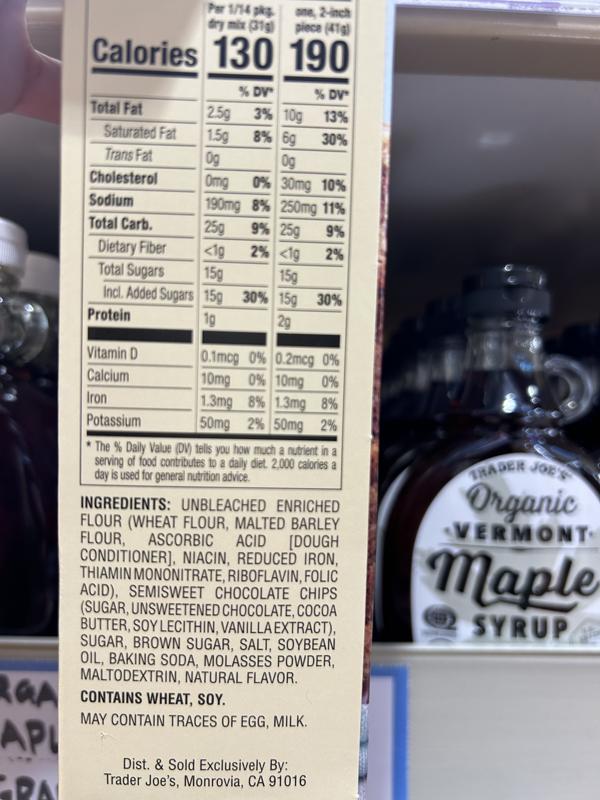 Per 1/14 pkg. dry mix (31g) one, 2-inch piece (41g)
Calories 130 190
% DV* % DV*
Total Fat 2.5g 3% 10g 13%
Saturated Fat 1.5g 8% 6g 30%
Trans Fat 0g 0g
Cholesterol 0mg 0% 30mg 10%
Sodium 190mg 8% 250mg 11%
Total Carb. 25g 9% 25g 9%
Dietary Fiber <1g 2% <1g 2%
Total Sugars 15g 15g
Incl. Added Sugars 15g 30% 15g 30%
Protein 1g 2g
Vitamin D 0.1mcg 0% 0.2mcg 0%
Calcium 10mg 0% 10mg 0%
Iron 1.3mg 8% 1.3mg 8%
Potassium 50mg 2% 50mg 2%
* The % Daily Value (DV) tells you how much a nutrient in a
serving of food contributes to a daily diet. 2,000 calories a
day is used for general nutrition advice.
INGREDIENTS: UNBLEACHED ENRICHED
FLOUR (WHEAT FLOUR, MALTED BARLEY
FLOUR, ASCORBIC ACID [DOUGH
CONDITIONER], NIACIN, REDUCED IRON,
THIAMIN MONONITRATE, RIBOFLAVIN, FOLIC
ACID), SEMISWEET CHOCOLATE CHIPS
(SUGAR, UNSWEETENED CHOCOLATE, COCOA
BUTTER, SOY LECITHIN, VANILLA EXTRACT),
SUGAR, BROWN SUGAR, SALT, SOYBEAN
OIL, BAKING SODA, MOLASSES POWDER,
MALTODEXTRIN, NATURAL FLAVOR.
CONTAINS WHEAT, SOY.
MAY CONTAIN TRACES OF EGG, MILK.
Dist. & Sold Exclusively By:
Trader Joe's, Monrovia, CA 91016
TRADER JOE'S
Organic
VERMONT
Maple
SYRUP